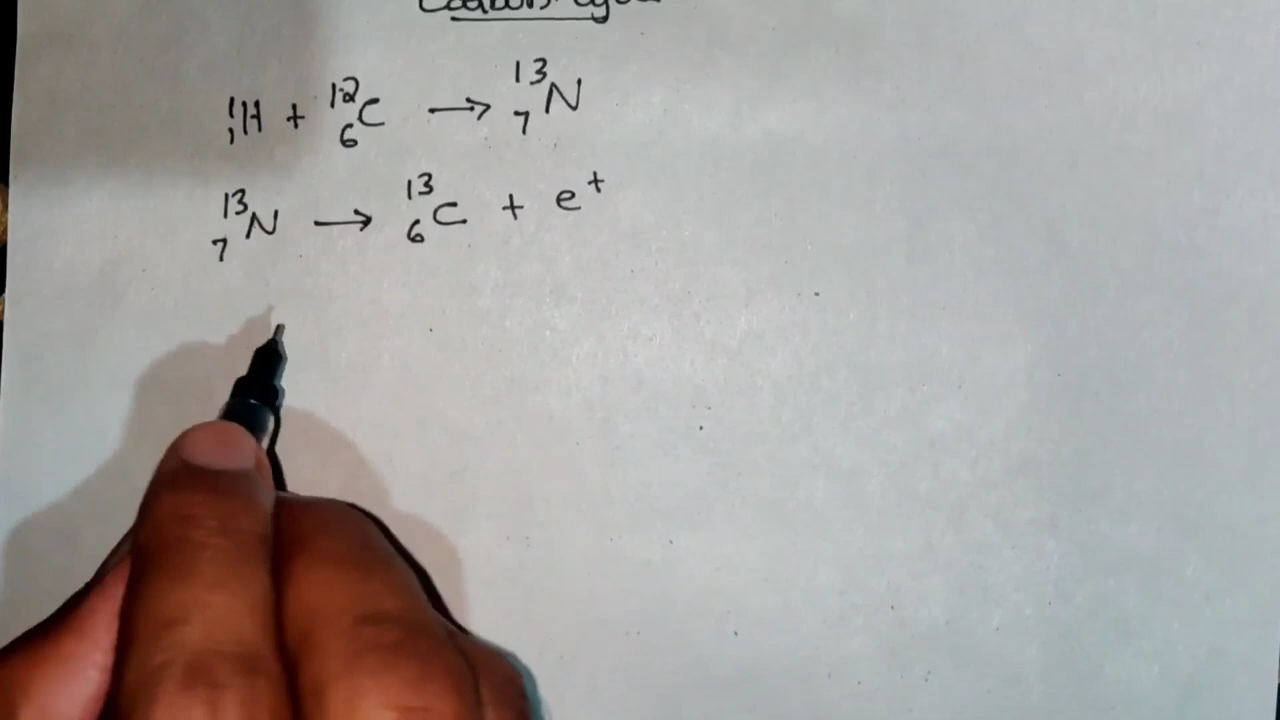 ¹₁H + ¹²₆C → ¹³₇N
¹³₇N → ¹³₆C + e⁺